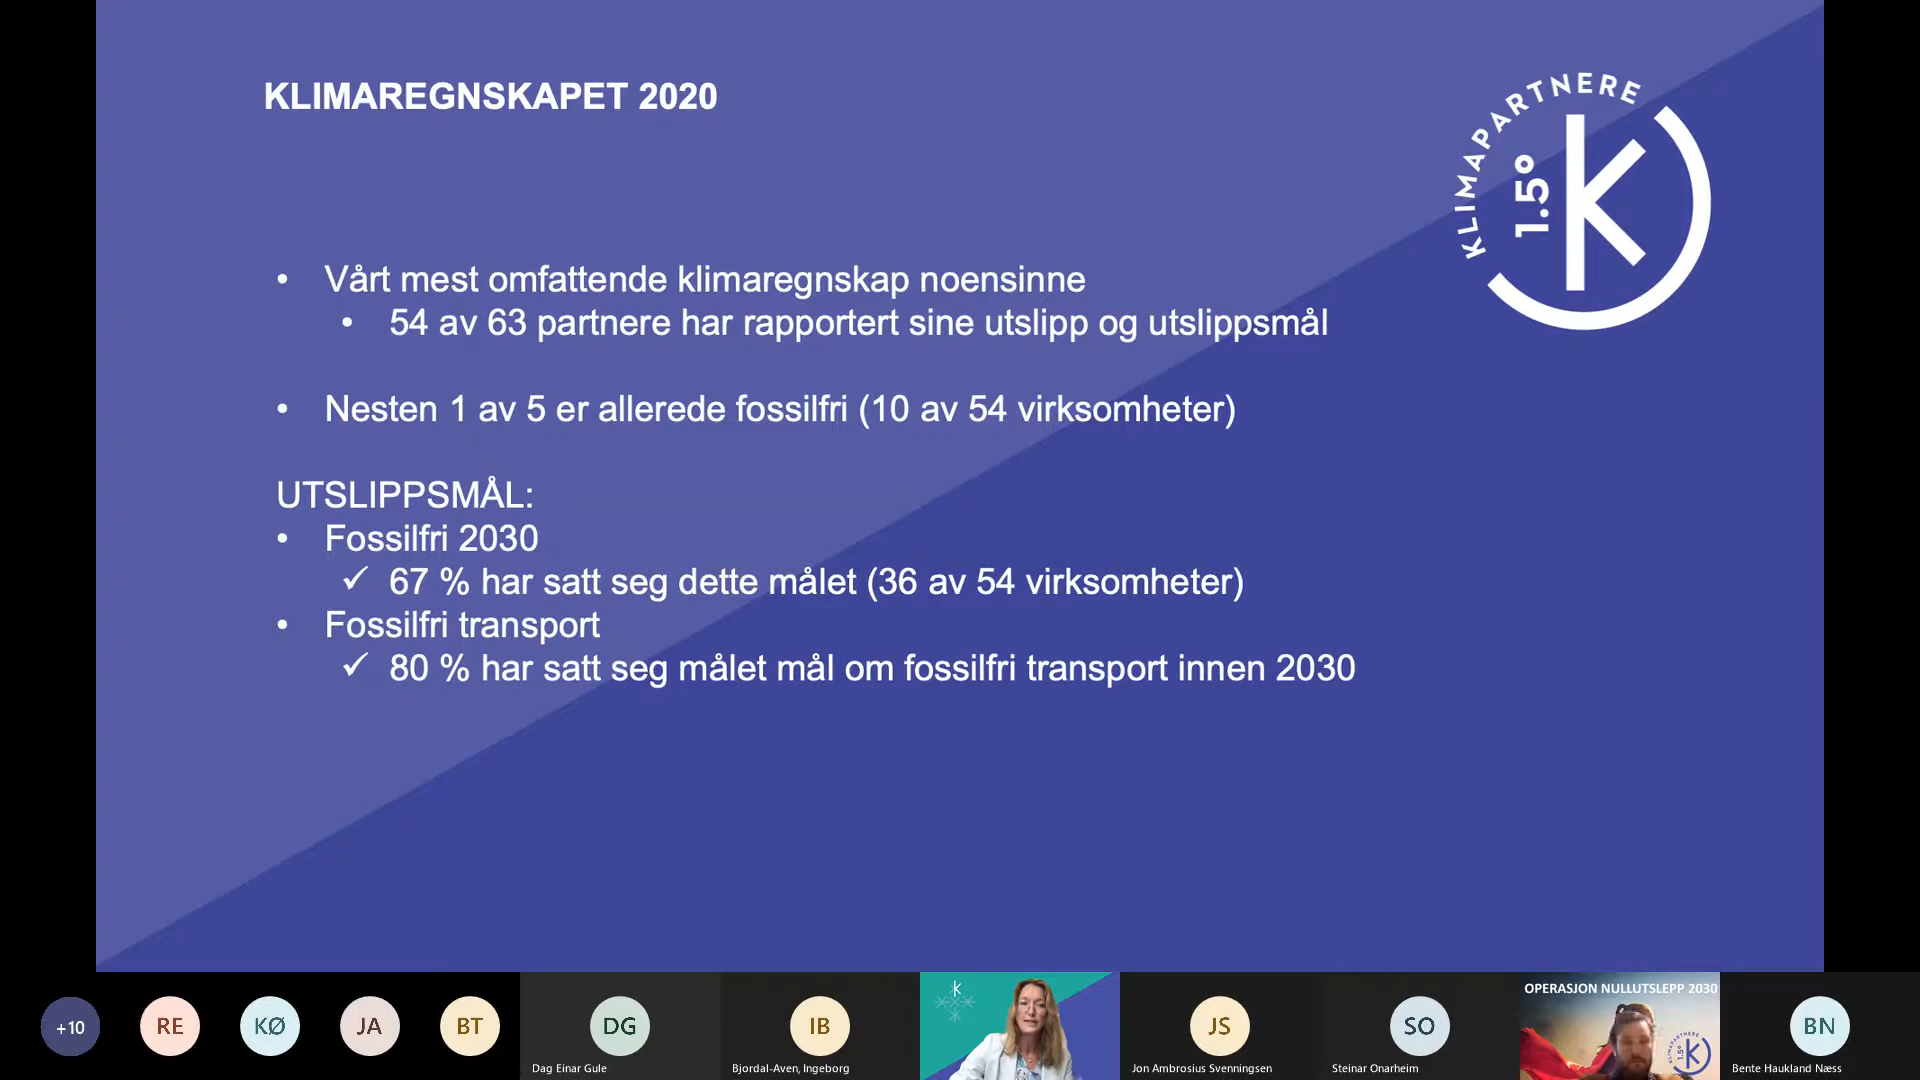 KLIMAREGNSKAPET 2020
KLIMAPARTNERE
1.5°
K
• Vårt mest omfattende klimaregnskap noensinne
• 54 av 63 partnere har rapportert sine utslipp og utslippsmål
• Nesten 1 av 5 er allerede fossilfri (10 av 54 virksomheter)
UTSLIPPSMÅL:
• Fossilfri 2030
✓ 67 % har satt seg dette målet (36 av 54 virksomheter)
• Fossilfri transport
✓ 80 % har satt seg målet mål om fossilfri transport innen 2030
+10
RE
KØ
JA
BT
DG
Dag Einar Gule
IB
Bjordal-Aven, Ingeborg
K
JS
Jon Ambrosius Svenningsen
SO
Steinar Onarheim
OPERASJON NULLUTSLEPP 2030
KLIMAPARTNERE
1.5°
K
BN
Bente Haukland Næss